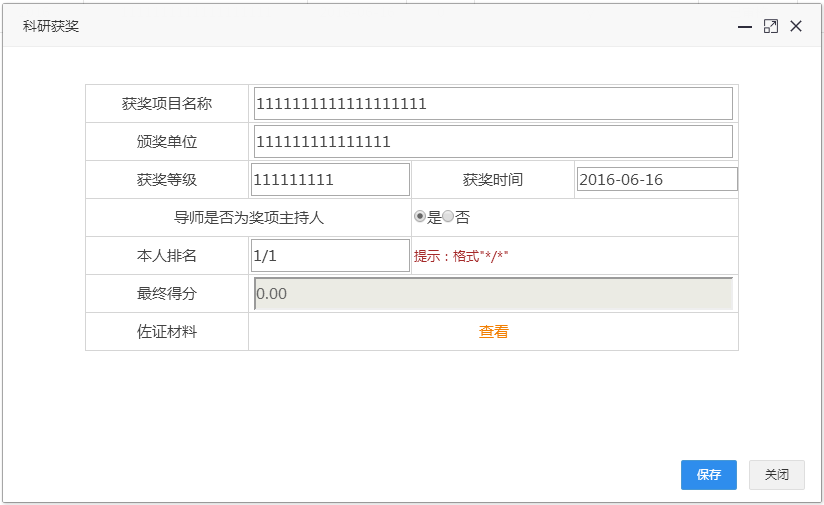 科研获奖
获奖项目名称 1111111111111111111
颁奖单位 111111111111111
获奖等级 111111111 获奖时间 2016-06-16
导师是否为奖项主持人 是 否
本人排名 1/1 提示：格式"*/*"
最终得分 0.00
佐证材料 查看
保存 关闭